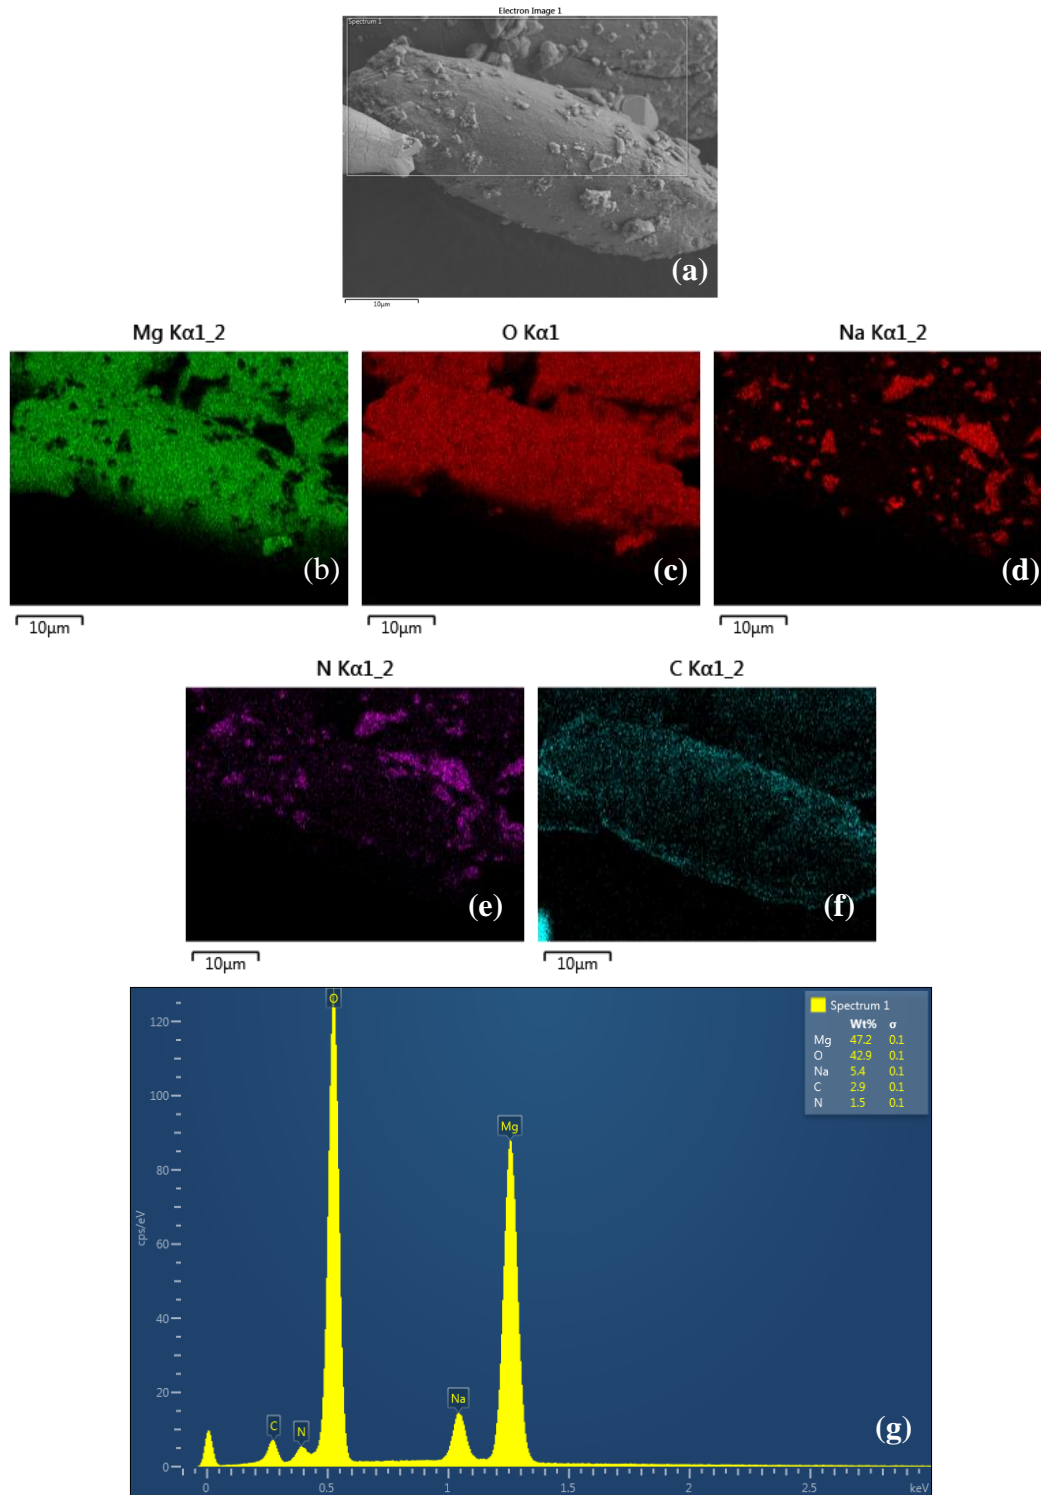 Electron Image 1
Spectrum 1
(a)
10µm
Mg Kα1_2
O Kα1
Na Kα1_2
(b)
(c)
(d)
10µm
10µm
10µm
N Kα1_2
C Kα1_2
(e)
(f)
10µm
10µm
Spectrum 1
Wt% σ
Mg 47.2 0.1
O 42.9 0.1
Na 5.4 0.1
C 2.9 0.1
N 1.5 0.1
O
120
100
Mg
80
cps/eV
60
40
20
Na
C
N
(g)
0
0 0.5 1 1.5 2 2.5 keV